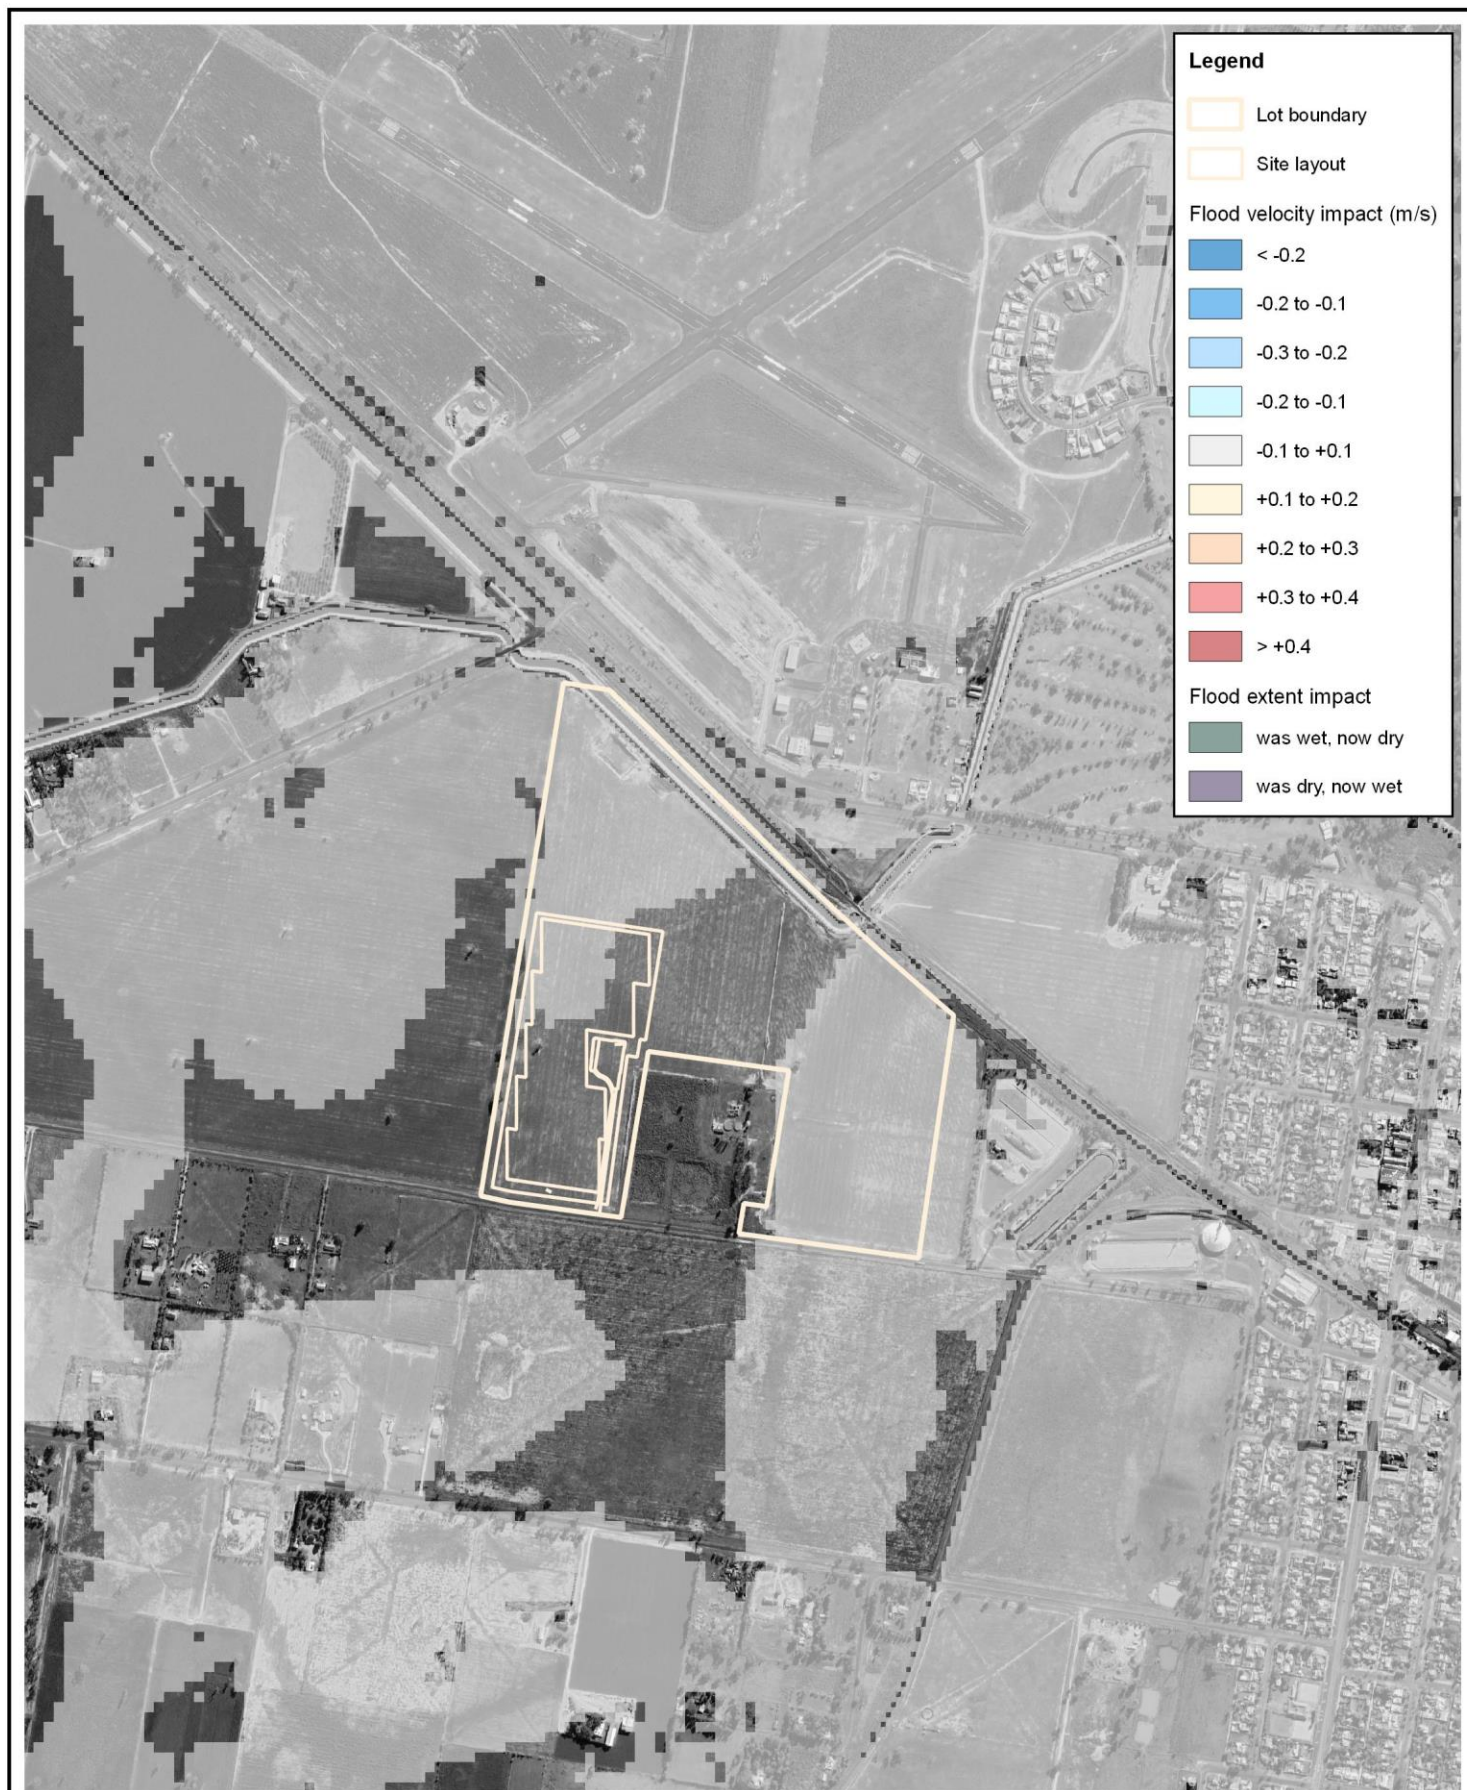 Legend
Lot boundary
Site layout
Flood velocity impact (m/s)
< -0.2
-0.2 to -0.1
-0.3 to -0.2
-0.2 to -0.1
-0.1 to +0.1
+0.1 to +0.2
+0.2 to +0.3
+0.3 to +0.4
> +0.4
Flood extent impact
was wet, now dry
was dry, now wet